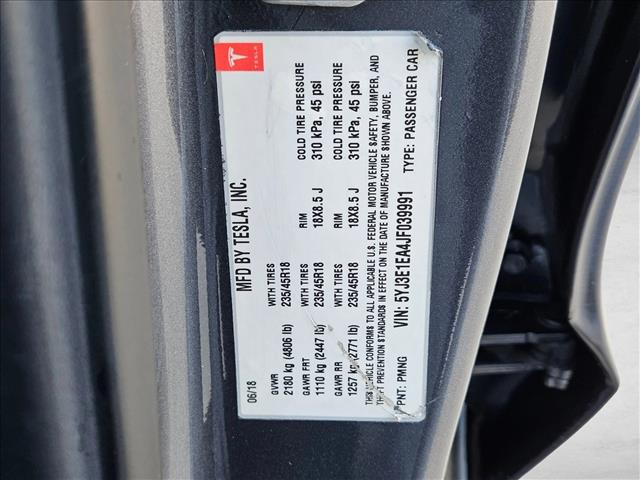 TESLA
MFD BY TESLA, INC.
06/18
GVWR WITH TIRES RIM COLD TIRE PRESSURE
2180 kg (4806 lb) 235/45R18 18X8.5 J 310 kPa, 45 psi
GAWR FRT WITH TIRES RIM COLD TIRE PRESSURE
1110 kg (2447 lb) 235/45R18 18X8.5 J 310 kPa, 45 psi
GAWR RR
1257 kg (2771 lb) 235/45R18
THIS VEHICLE CONFORMS TO ALL APPLICABLE U.S. FEDERAL MOTOR VEHICLE SAFETY, BUMPER, AND
THEFT PREVENTION STANDARDS IN EFFECT ON THE DATE OF MANUFACTURE SHOWN ABOVE.
VIN: 5YJ3E1EA4JF039991 TYPE: PASSENGER CAR
PNT: PMNG